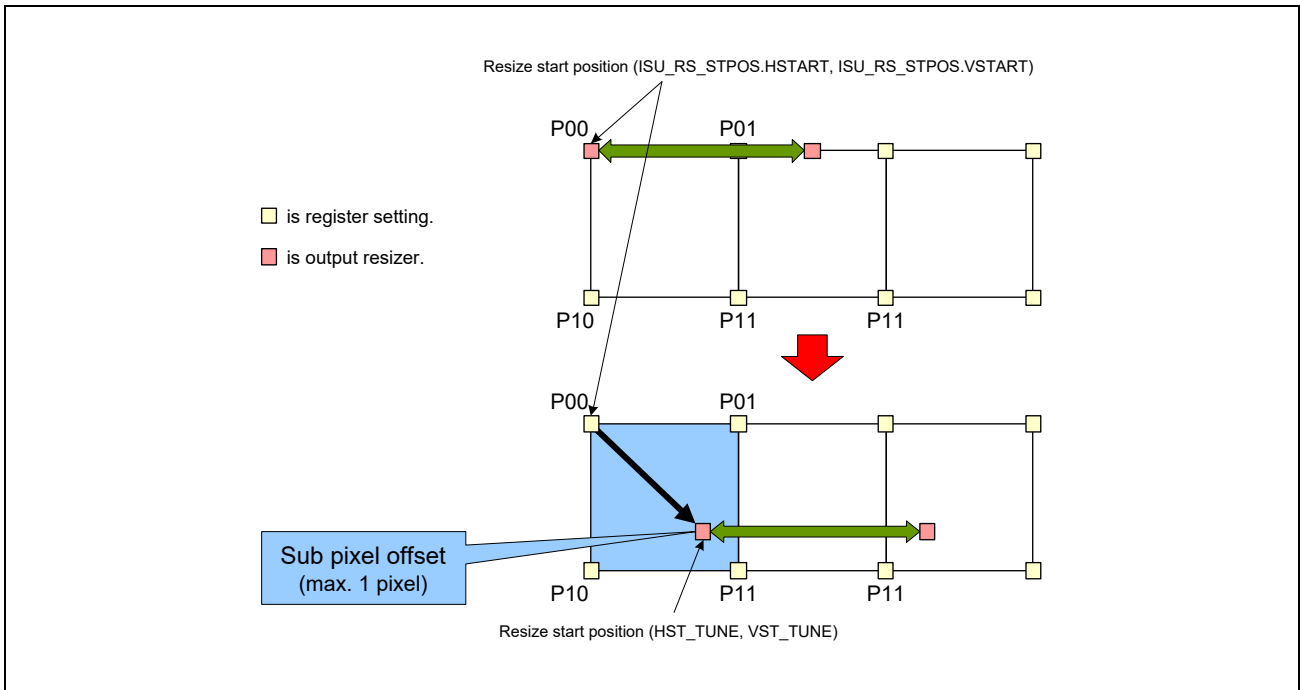 Resize start position (ISU_RS_STPOS.HSTART, ISU_RS_STPOS.VSTART)
P00
P01
is register setting.
is output resizer.
P10
P11
P11
P00
P01
Sub pixel offset
(max. 1 pixel)
P10
P11
P11
Resize start position (HST_TUNE, VST_TUNE)